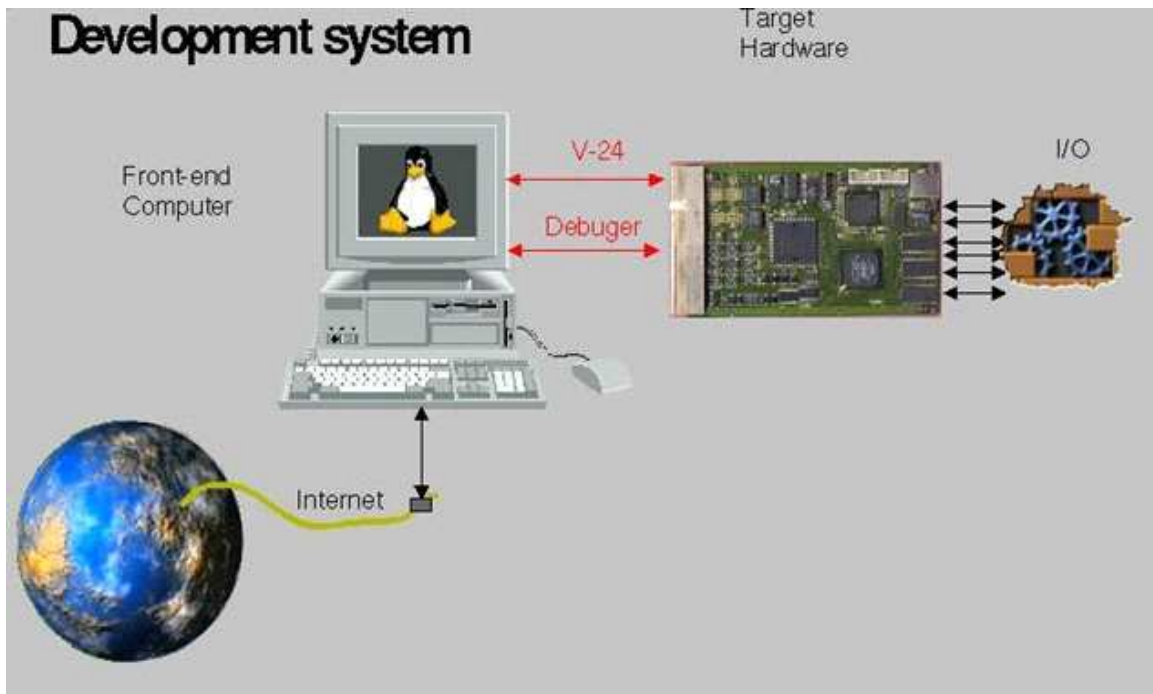 Development system
Target
Hardware
Front-end
Computer
V-24
Debuger
I/O
Internet